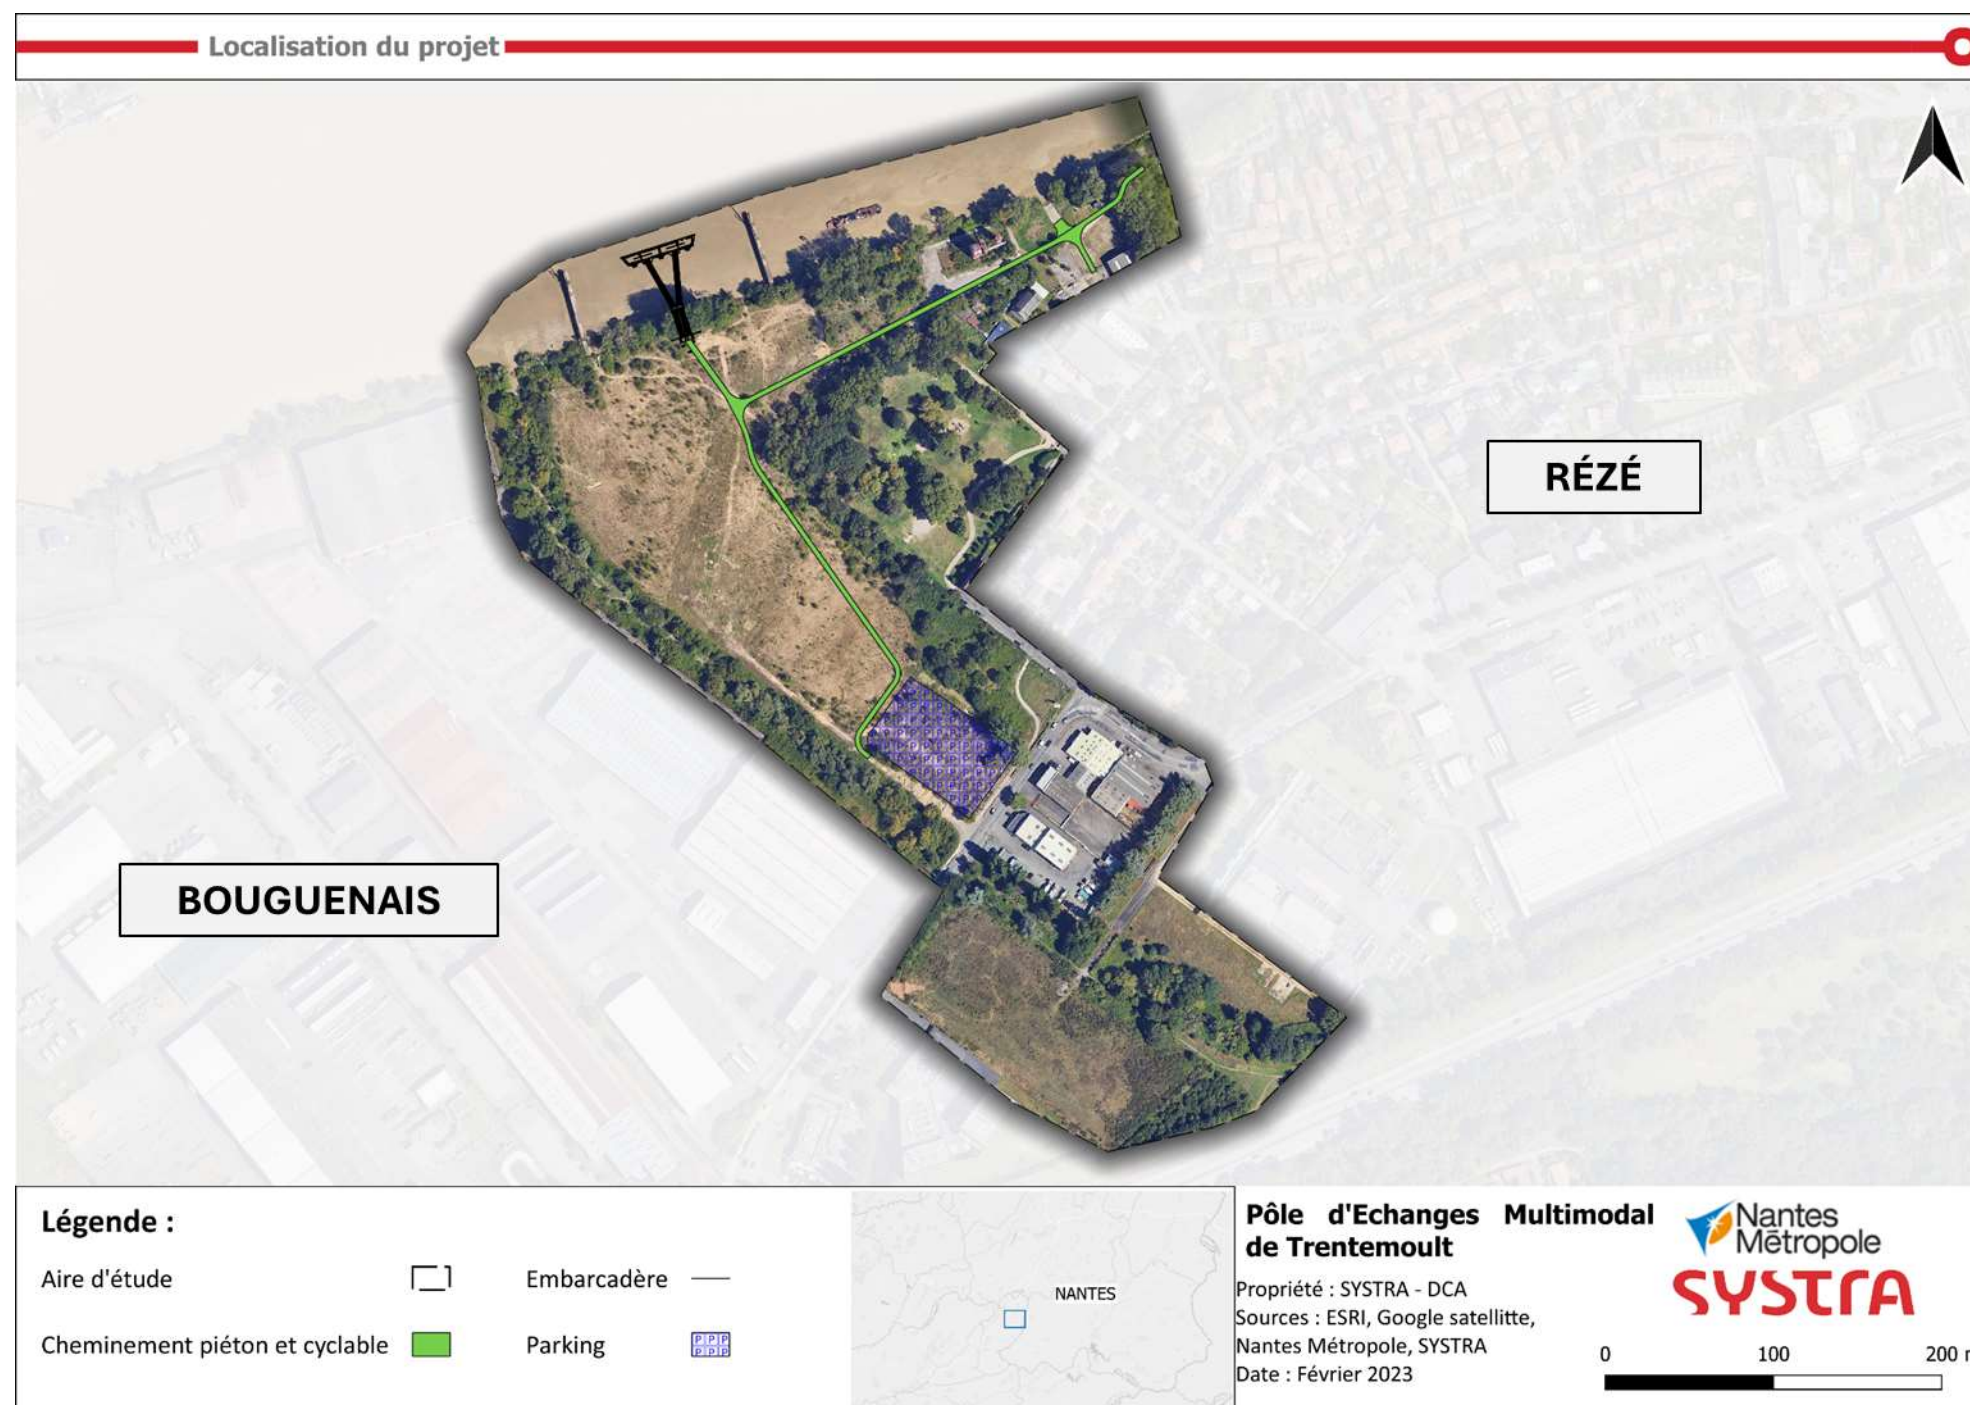 Localisation du projet
RÉZÉ
BOUGUENAIS
Légende :
Aire d'étude
Embarcadère
Cheminement piéton et cyclable
Parking
P P P
P P P
NANTES
Pôle d'Echanges Multimodal
de Trentemoult
Propriété : SYSTRA - DCA
Sources : ESRI, Google satellitte,
Nantes Métropole, SYSTRA
Date : Février 2023
Nantes
Métropole
SYSTRA
0 100 200